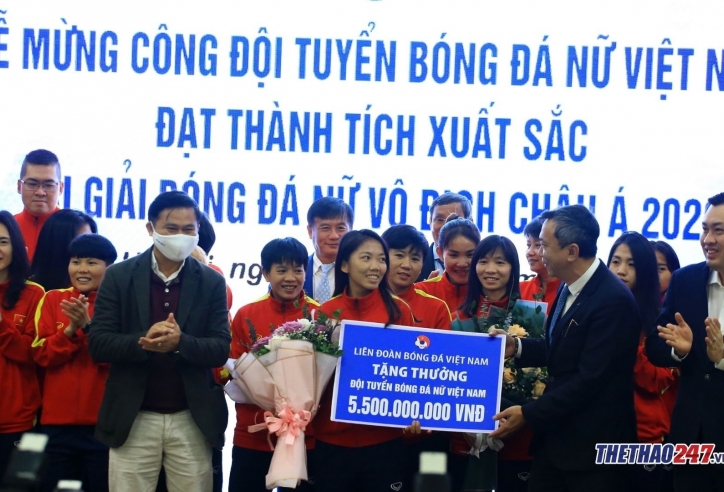 MỪNG CÔNG ĐỘI TUYỂN BÓNG ĐÁ NỮ VIỆT
ĐẠT THÀNH TÍCH XUẤT SẮC
GIẢI BÓNG ĐÁ NỮ VÔ ĐỊCH CHÂU Á
LIÊN ĐOÀN BÓNG ĐÁ VIỆT NAM
TẶNG THƯỞNG
ĐỘI TUYỂN BÓNG ĐÁ NỮ VIỆT NAM
5.500.000.000 VNĐ
THETHAO247.v